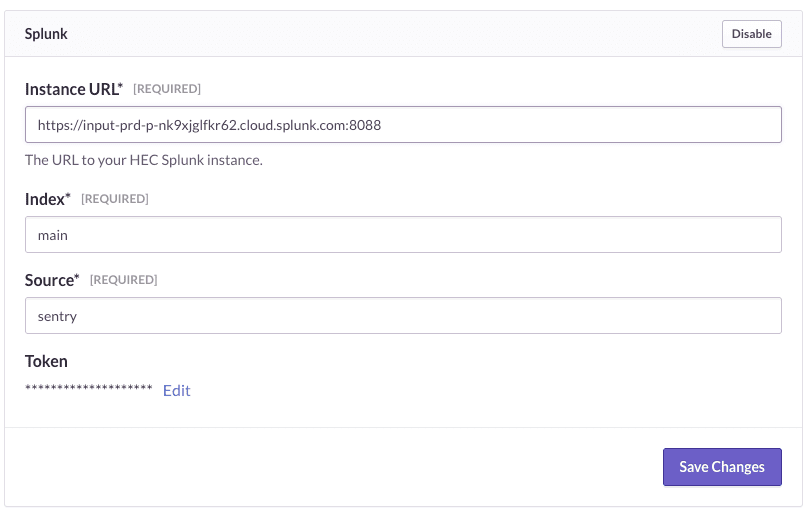 Splunk
Disable
Instance URL* [REQUIRED]
https://input-prd-p-nk9xjglfkr62.cloud.splunk.com:8088
The URL to your HEC Splunk instance.
Index* [REQUIRED]
main
Source* [REQUIRED]
sentry
Token
******************** Edit
Save Changes